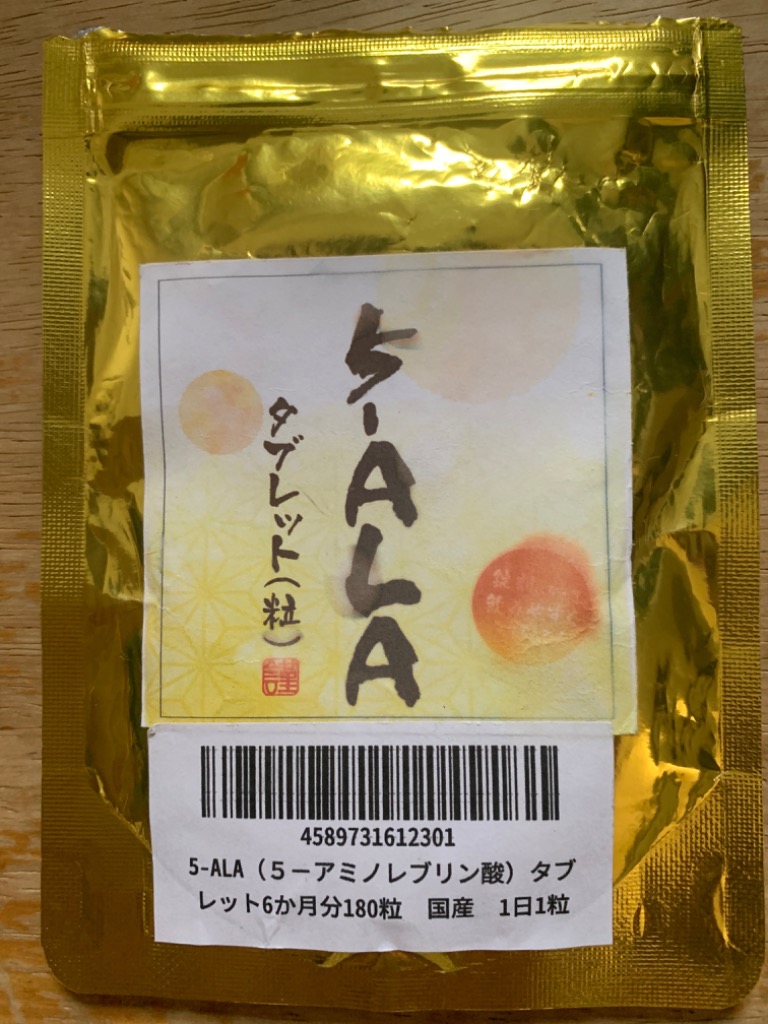 5-ALA
タブレット(粒)
謹
4589731612301
5-ALA（５－アミノレブリン酸）タブ
レット6か月分180粒　国産　1日1粒